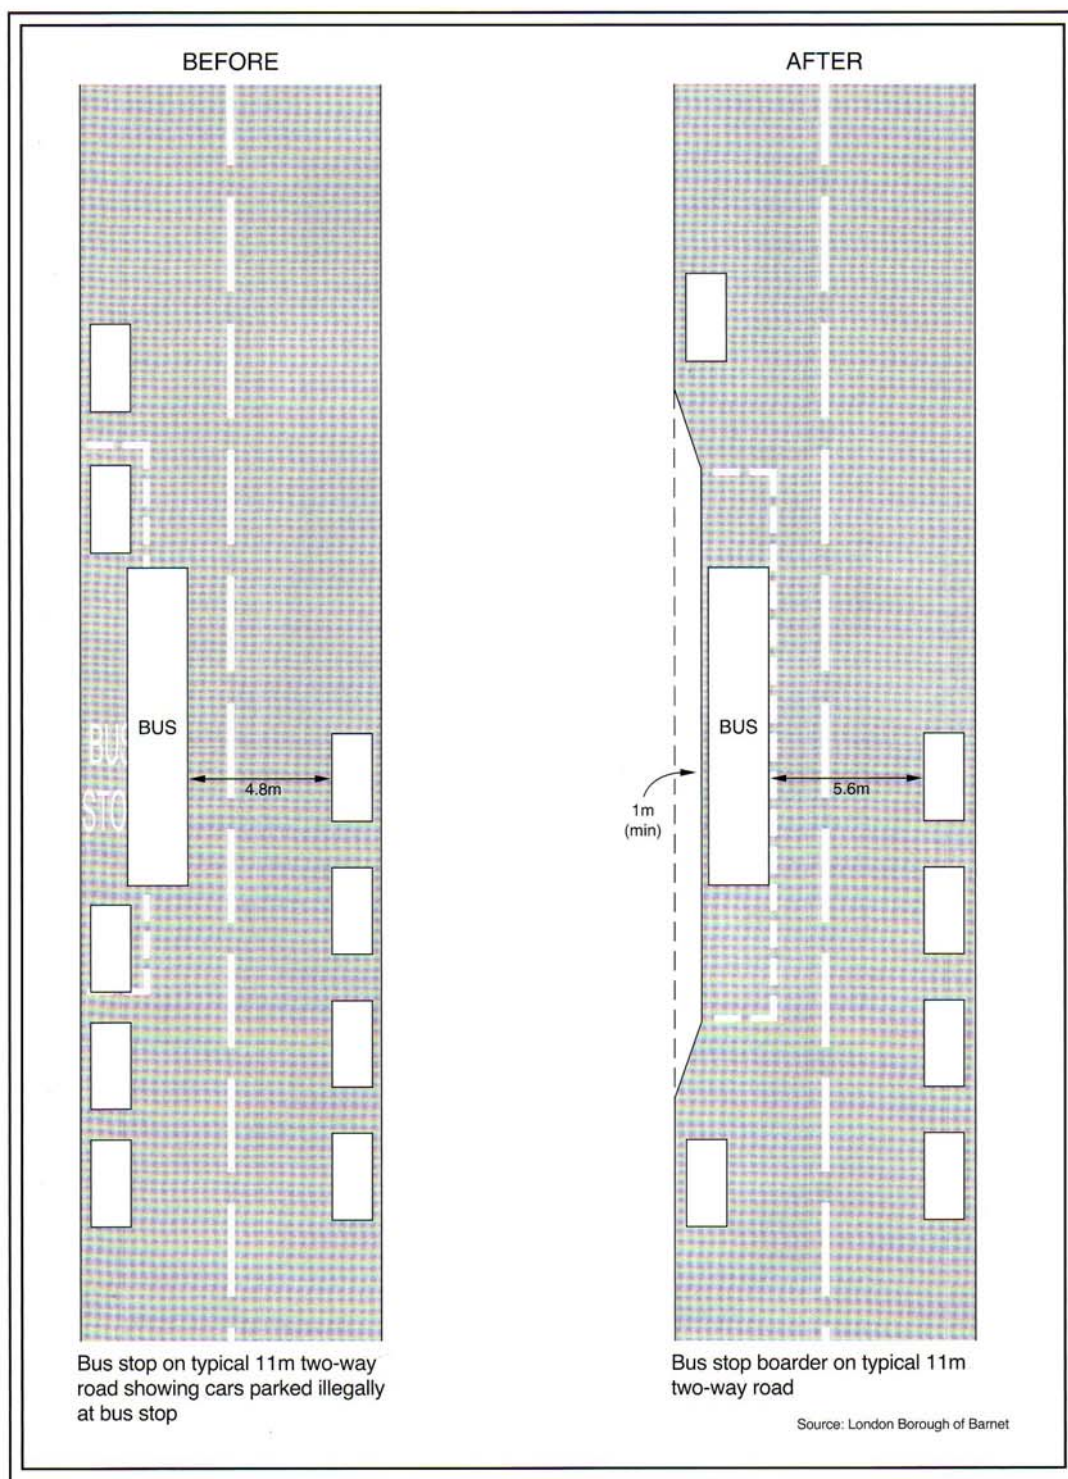 BEFORE
AFTER
BUS
STO
BUS
4.8m
BUS
5.6m
1m
(min)
Bus stop on typical 11m two-way
road showing cars parked illegally
at bus stop
Bus stop boarder on typical 11m
two-way road
Source: London Borough of Barnet